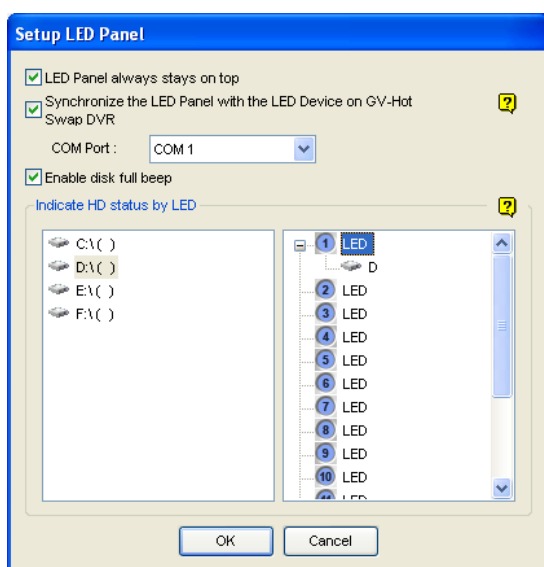 Setup LED Panel
LED Panel always stays on top
Synchronize the LED Panel with the LED Device on GV-Hot
Swap DVR
?
COM Port :
COM 1
Enable disk full beep
Indicate HD status by LED
?
C:\( )
D:\( )
E:\( )
F:\( )
1 LED
D
2 LED
3 LED
4 LED
5 LED
6 LED
7 LED
8 LED
9 LED
10 LED
11 LED
OK
Cancel